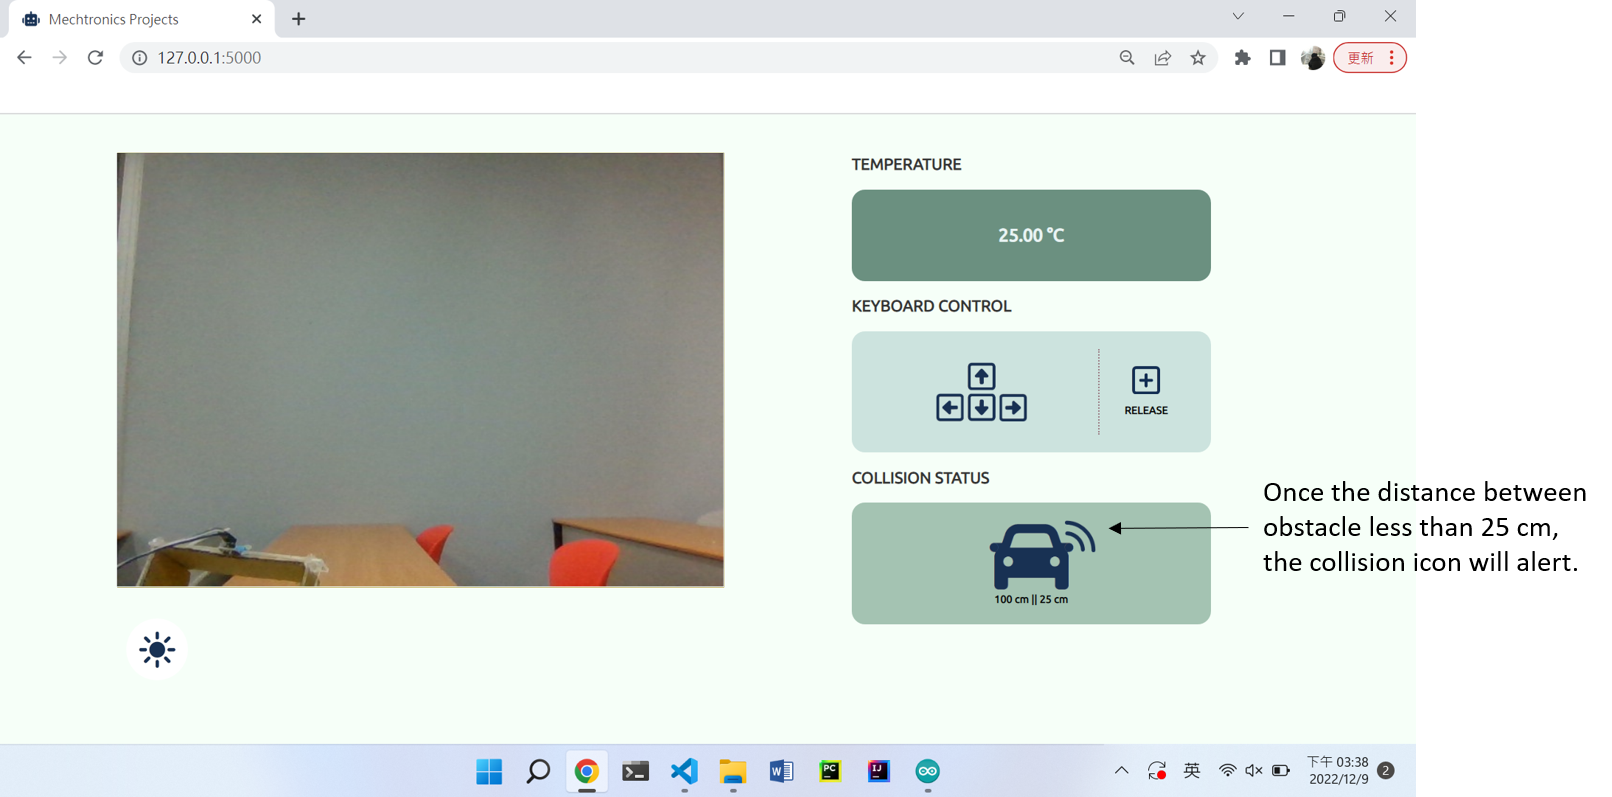 Mechtronics Projects
127.0.0.1:5000
更新
TEMPERATURE
25.00 °C
KEYBOARD CONTROL
RELEASE
COLLISION STATUS
100 cm || 25 cm
Once the distance between
obstacle less than 25 cm,
the collision icon will alert.
PC
IJ
英
下午 03:38
2022/12/9
2